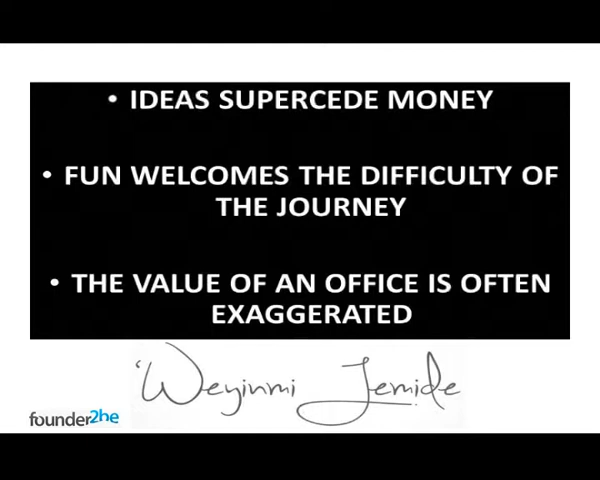 • IDEAS SUPERCEDE MONEY
• FUN WELCOMES THE DIFFICULTY OF
THE JOURNEY
• THE VALUE OF AN OFFICE IS OFTEN
EXAGGERATED
'Weyinmi Jemide
founder2be